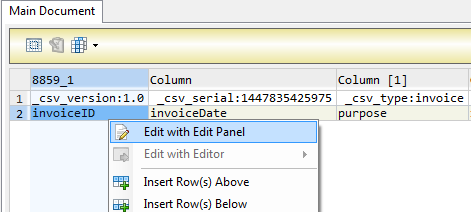 Main Document
8859_1 Column Column [1]
1 _csv_version:1.0 _csv_serial:1447835425975 _csv_type:invoice
2 invoiceID invoiceDate purpose
Edit with Edit Panel
Edit with Editor
Insert Row(s) Above
Insert Row(s) Below